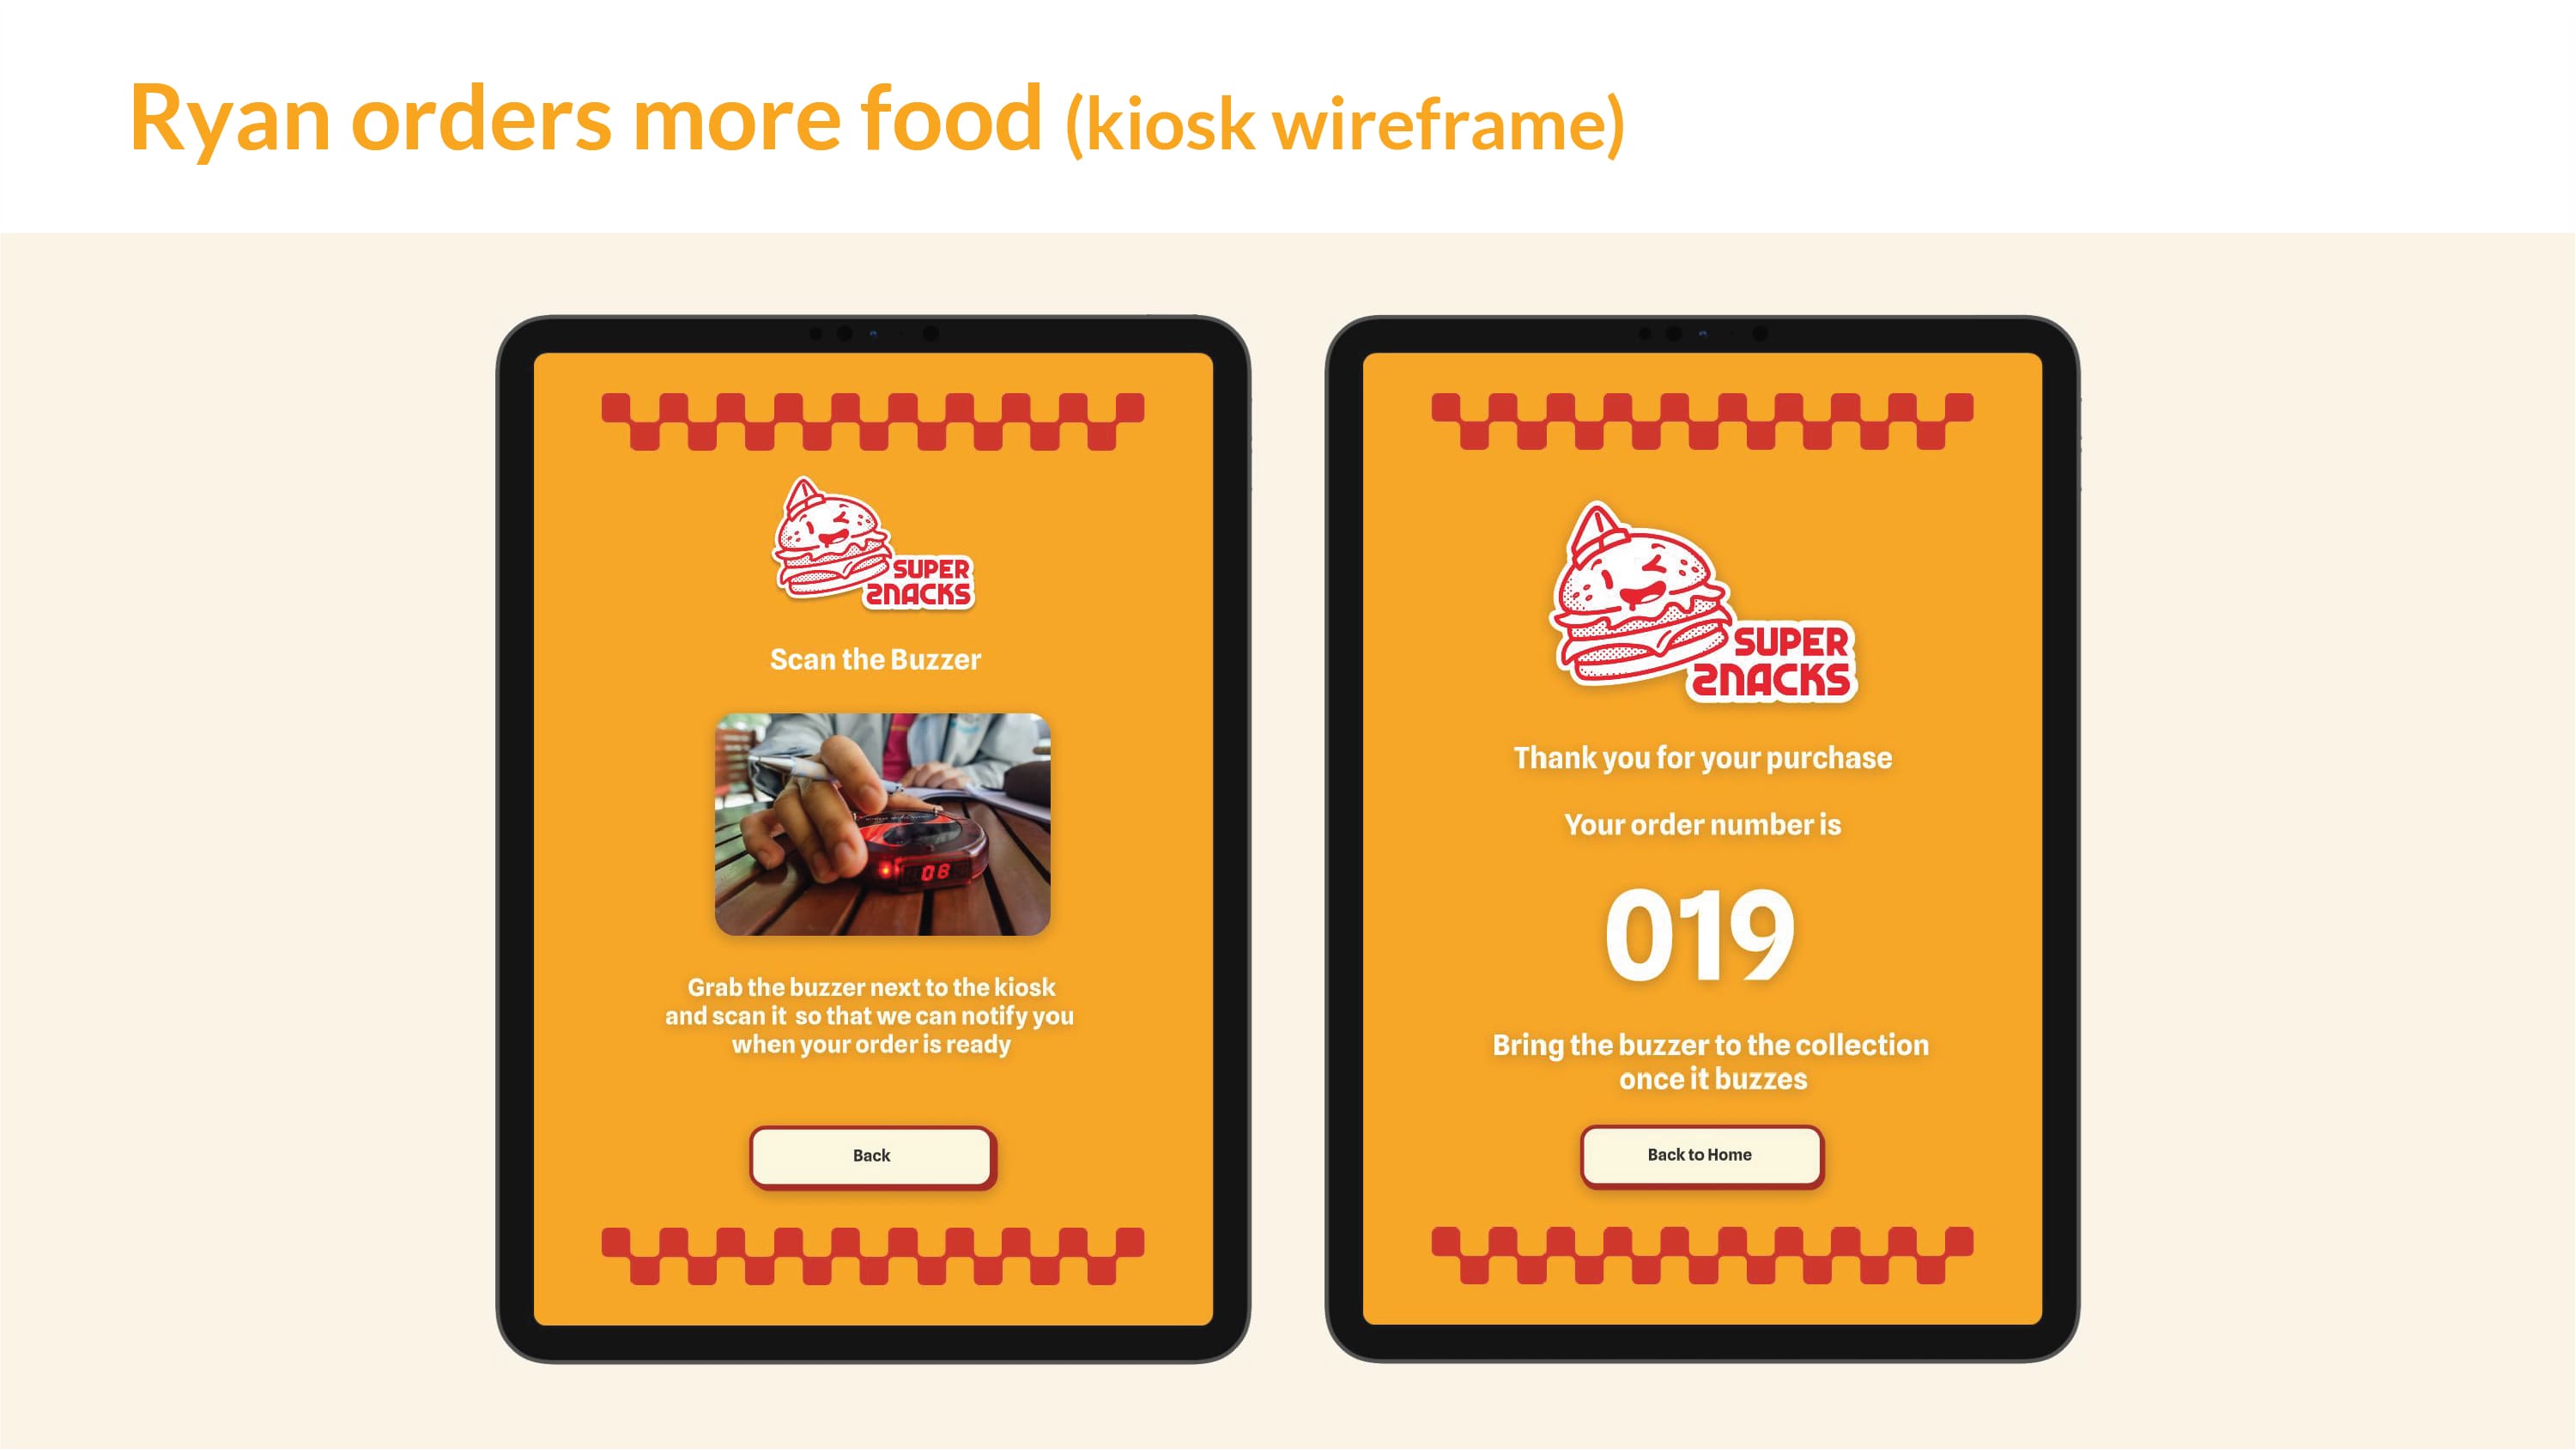 Ryan orders more food (kiosk wireframe)
SUPER
SNACKS
Scan the Buzzer
08
Grab the buzzer next to the kiosk
and scan it so that we can notify you
when your order is ready
Back
SUPER
SNACKS
Thank you for your purchase
Your order number is
019
Bring the buzzer to the collection
once it buzzes
Back to Home